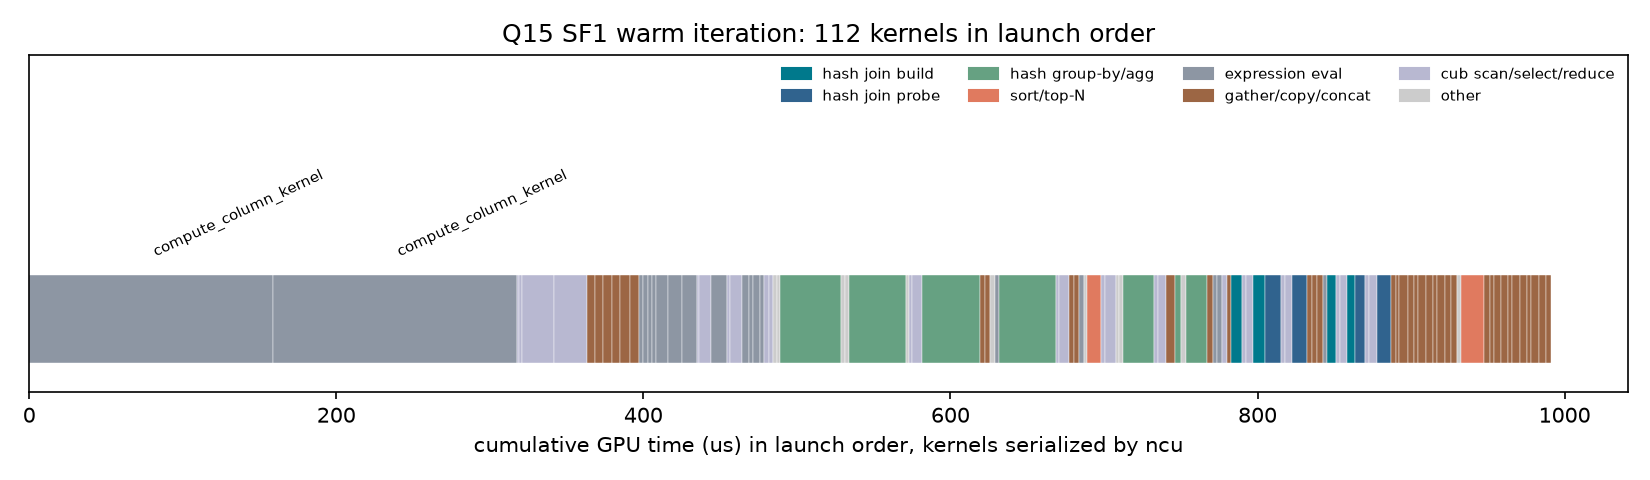 Q15 SF1 warm iteration: 112 kernels in launch order
hash join build
hash join probe
hash group-by/agg
sort/top-N
expression eval
gather/copy/concat
cub scan/select/reduce
other
compute_column_kernel
compute_column_kernel
0
200
400
600
800
1000
cumulative GPU time (us) in launch order, kernels serialized by ncu